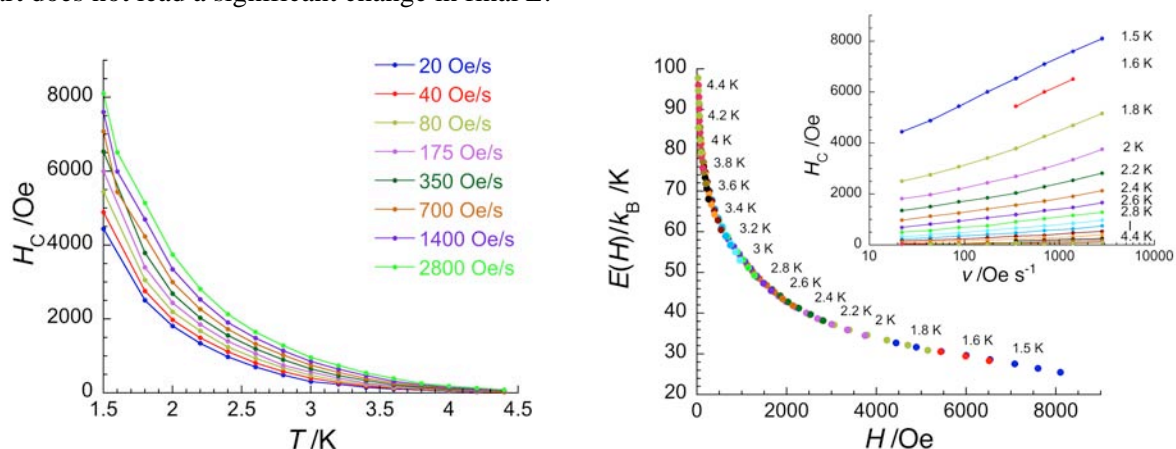 does not lead a significant change in final
20 Oe/s
40 Oe/s
80 Oe/s
175 Oe/s
350 Oe/s
700 Oe/s
1400 Oe/s
2800 Oe/s
8000
6000
4000
2000
0
HC /Oe
1.5 2.0 2.5 3.0 3.5 4.0 4.5
T /K
100
90
80
70
60
50
40
30
20
E(H)/kB /K
4.4 K
4.2 K
4 K
3.8 K
3.6 K
3.4 K
3.2 K
3 K
2.8 K
2.6 K
2.4 K
2.2 K
2 K
1.8 K
1.6 K
1.5 K
0 2000 4000 6000 8000
H /Oe
8000
6000
4000
2000
0
HC /Oe
1.5 K
1.6 K
1.8 K
2 K
2.2 K
2.4 K
2.6 K
2.8 K
|
4.4 K
10 100 1000 10000
v /Oe s⁻¹